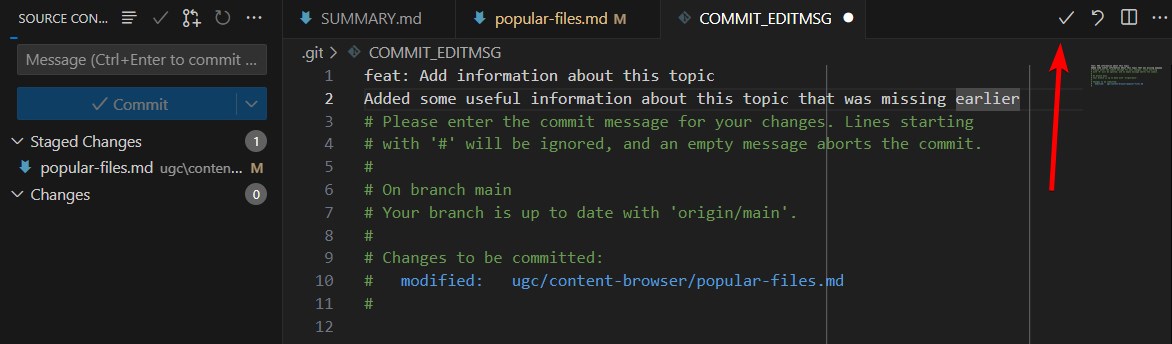 SOURCE CON...
Message (Ctrl+Enter to commit ...
Commit
Staged Changes 1
popular-files.md ugc\conten... M
Changes 0
SUMMARY.md popular-files.md M COMMIT_EDITMSG
.git > COMMIT_EDITMSG
1 feat: Add information about this topic
2 Added some useful information about this topic that was missing earlier
3 # Please enter the commit message for your changes. Lines starting
4 # with '#' will be ignored, and an empty message aborts the commit.
5 #
6 # On branch main
7 # Your branch is up to date with 'origin/main'.
8 #
9 # Changes to be committed:
10 #   modified:   ugc/content-browser/popular-files.md
11 #
12